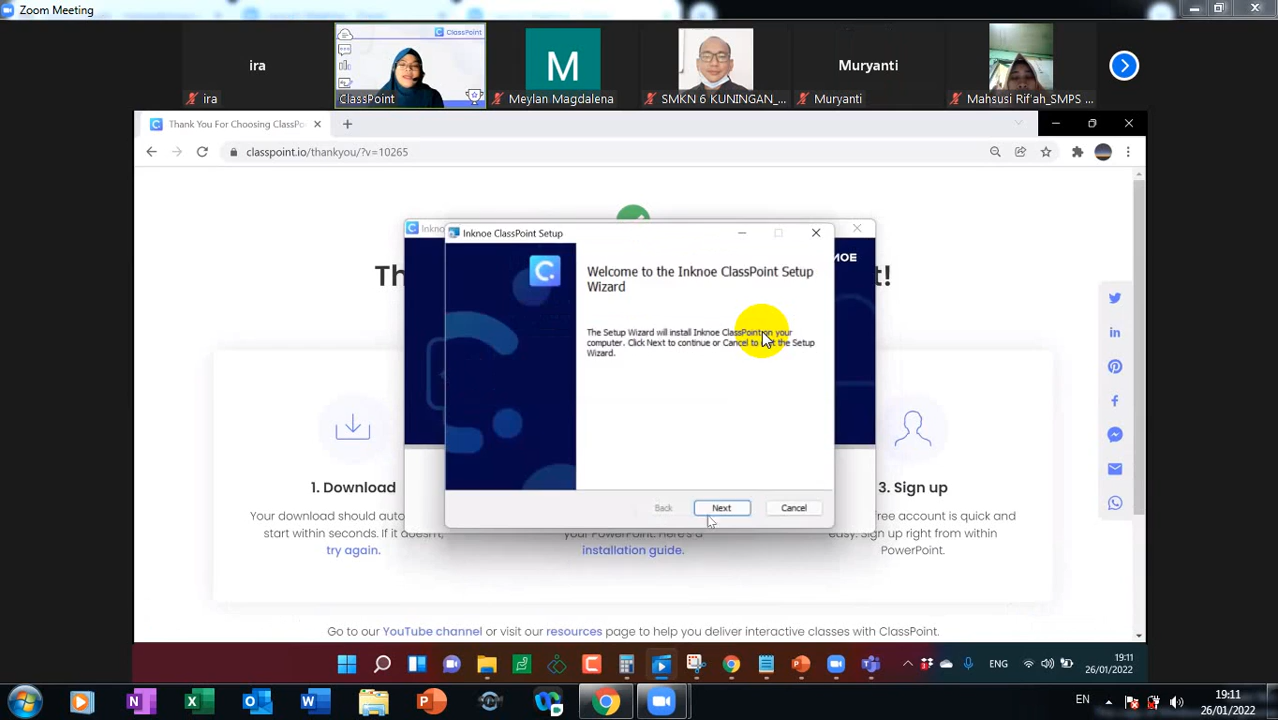 Zoom Meeting
ClassPoint
ira
M
Muryanti
ira
ClassPoint
Meylan Magdalena
SMKN 6 KUNINGAN_...
Muryanti
Mahsusi Rif'ah_SMPS ...
Thank You For Choosing ClassPo
classpoint.io/thankyou/?v=10265
Inkno
Inknoe ClassPoint Setup
Th
C.
Welcome to the Inknoe ClassPoint Setup
Wizard
NOE
!
The Setup Wizard will install Inknoe ClassPoint on your
computer. Click Next to continue or Cancel to the Setup
Wizard.
1. Download
Your download should auto
start within seconds. If it doesn't,
try again.
Back
Next
Cancel
your PowerPoint. Here's a
installation guide.
3. Sign up
free account is quick and
easy. Sign up right from within
PowerPoint.
Go to our YouTube channel or visit our resources page to help you deliver interactive classes with ClassPoint.
ENG
19:11
26/01/2022
EN
19:11
26/01/2022